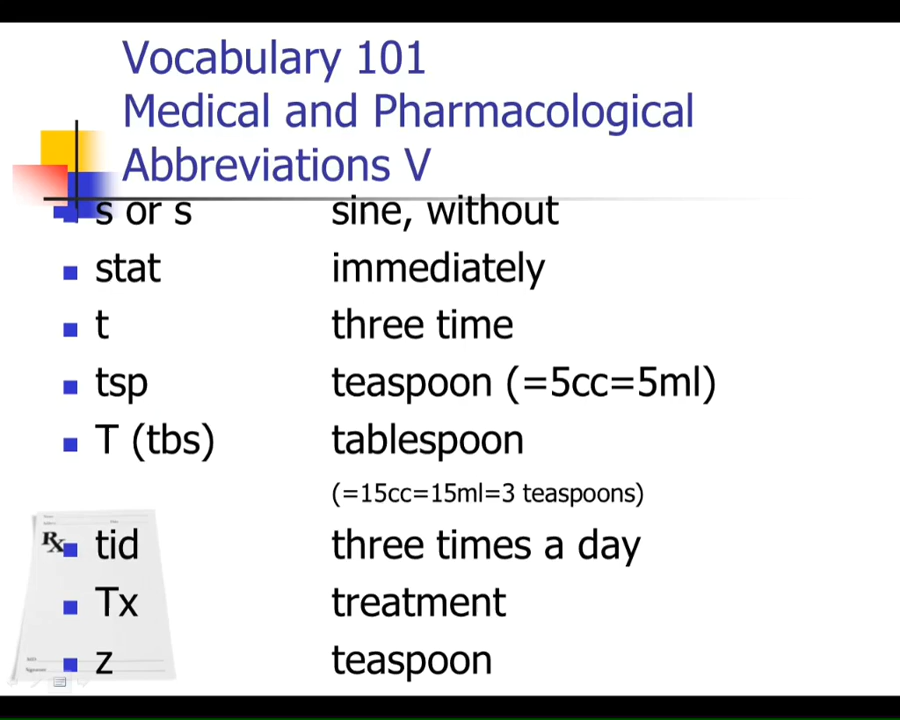 Vocabulary 101
Medical and Pharmacological
Abbreviations V
s or s sine, without
stat immediately
t three time
tsp teaspoon (=5cc=5ml)
T (tbs) tablespoon
(=15cc=15ml=3 teaspoons)
Rx tid three times a day
Tx treatment
z teaspoon